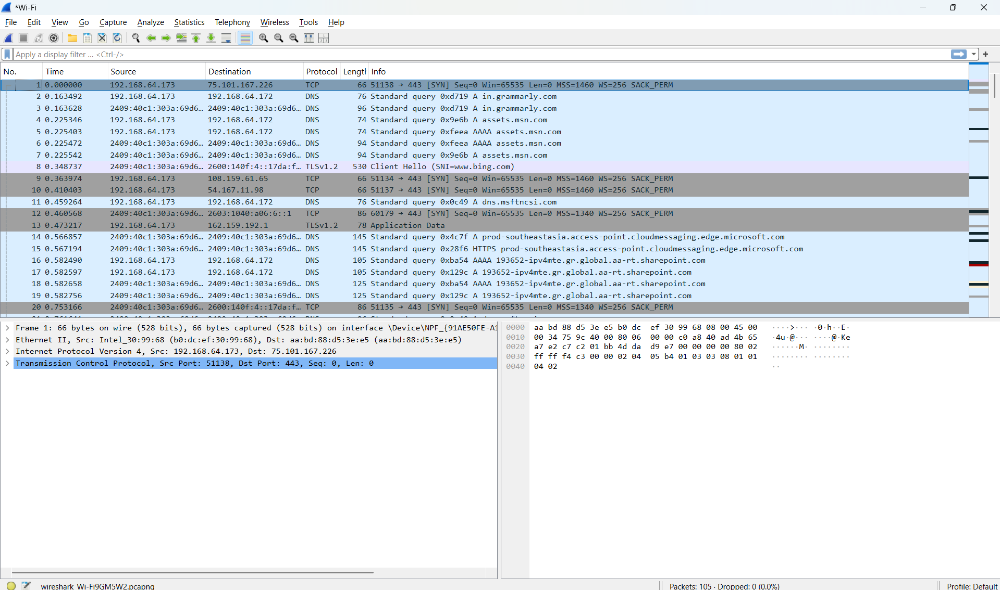 *Wi-Fi
File Edit View Go Capture Analyze Statistics Telephony Wireless Tools Help
Apply a display filter ... <Ctrl-/>
No. Time Source Destination Protocol Length Info
1 0.000000 192.168.64.173 75.101.167.226 TCP 66 51138 → 443 [SYN] Seq=0 Win=65535 Len=0 MSS=1460 WS=256 SACK_PERM
2 0.163492 192.168.64.173 192.168.64.172 DNS 76 Standard query 0xd719 A in.grammarly.com
3 0.163628 2409:40c1:303a:69d6… 2409:40c1:303a:69d6… DNS 96 Standard query 0xd719 A in.grammarly.com
4 0.225346 192.168.64.173 192.168.64.172 DNS 74 Standard query 0x9e6b A assets.msn.com
5 0.225403 192.168.64.173 192.168.64.172 DNS 74 Standard query 0xfeea AAAA assets.msn.com
6 0.225472 2409:40c1:303a:69d6… 2409:40c1:303a:69d6… DNS 94 Standard query 0xfeea AAAA assets.msn.com
7 0.225542 2409:40c1:303a:69d6… 2409:40c1:303a:69d6… DNS 94 Standard query 0x9e6b A assets.msn.com
8 0.348737 2409:40c1:303a:69d6… 2600:140f:4::17da:f… TLSv1.2 530 Client Hello (SNI=www.bing.com)
9 0.363974 192.168.64.173 108.159.61.65 TCP 66 51134 → 443 [SYN] Seq=0 Win=65535 Len=0 MSS=1460 WS=256 SACK_PERM
10 0.410403 192.168.64.173 54.167.11.98 TCP 66 51137 → 443 [SYN] Seq=0 Win=65535 Len=0 MSS=1460 WS=256 SACK_PERM
11 0.459264 192.168.64.173 192.168.64.172 DNS 76 Standard query 0x0c49 A dns.msftncsi.com
12 0.460568 2409:40c1:303a:69d6… 2603:1040:a06:6::1 TCP 86 60179 → 443 [SYN] Seq=0 Win=65535 Len=0 MSS=1340 WS=256 SACK_PERM
13 0.473217 192.168.64.173 162.159.192.1 TLSv1.2 78 Application Data
14 0.566857 2409:40c1:303a:69d6… 2409:40c1:303a:69d6… DNS 145 Standard query 0x4c7f A prod-southeastasia.access-point.cloudmessaging.edge.microsoft.com
15 0.567194 2409:40c1:303a:69d6… 2409:40c1:303a:69d6… DNS 145 Standard query 0x28f6 HTTPS prod-southeastasia.access-point.cloudmessaging.edge.microsoft.com
16 0.582490 192.168.64.173 192.168.64.172 DNS 105 Standard query 0xba54 AAAA 193652-ipv4mte.gr.global.aa-rt.sharepoint.com
17 0.582597 192.168.64.173 192.168.64.172 DNS 105 Standard query 0x129c A 193652-ipv4mte.gr.global.aa-rt.sharepoint.com
18 0.582658 2409:40c1:303a:69d6… 2409:40c1:303a:69d6… DNS 125 Standard query 0xba54 AAAA 193652-ipv4mte.gr.global.aa-rt.sharepoint.com
19 0.582756 2409:40c1:303a:69d6… 2409:40c1:303a:69d6… DNS 125 Standard query 0x129c A 193652-ipv4mte.gr.global.aa-rt.sharepoint.com
20 0.753166 2409:40c1:303a:69d6… 2600:140f:4::17da:f… TCP 86 51135 → 443 [SYN] Seq=0 Win=65535 Len=0 MSS=1340 WS=256 SACK_PERM
Frame 1: 66 bytes on wire (528 bits), 66 bytes captured (528 bits) on interface \Device\NPF_{91AE50FE-A1
Ethernet II, Src: Intel_30:99:68 (b0:dc:ef:30:99:68), Dst: aa:bd:88:d5:3e:e5 (aa:bd:88:d5:3e:e5)
Internet Protocol Version 4, Src: 192.168.64.173, Dst: 75.101.167.226
Transmission Control Protocol, Src Port: 51138, Dst Port: 443, Seq: 0, Len: 0
0000 aa bd 88 d5 3e e5 b0 dc ef 30 99 68 08 00 45 00 ····>··· ·0·h··E·
0010 00 34 75 9c 40 00 80 06 00 00 c0 a8 40 ad 4b 65 ·4u·@··· ····@·Ke
0020 a7 e2 c7 c2 01 bb 4d da d9 e7 00 00 00 00 80 02 ······M· ········
0030 ff ff f4 c3 00 00 02 04 05 b4 01 03 03 08 01 01 ········ ········
0040 04 02 ··
wireshark_Wi-Fi9GM5W2.pcapng Packets: 105 · Dropped: 0 (0.0%) Profile: Default